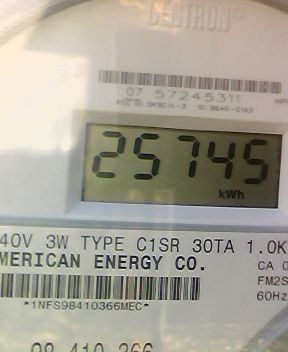 CENTRON®
07 57245311
25745
kWh
40V 3W TYPE C1SR 30TA 1.0K
MERICAN ENERGY CO.
CA 0
FM2S
60Hz
*1NFS98410366MEC*
98 410 366